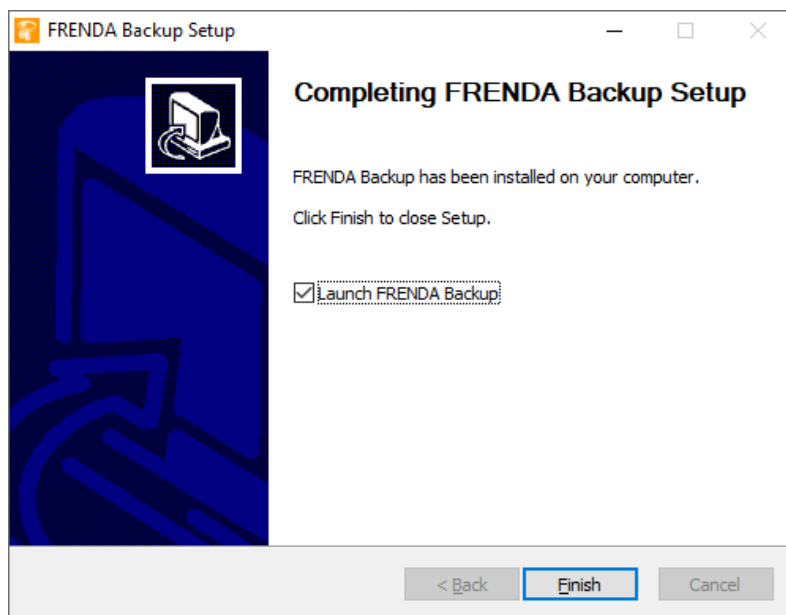 FRENDA Backup Setup
Completing FRENDA Backup Setup
FRENDA Backup has been installed on your computer.
Click Finish to close Setup.
Launch FRENDA Backup
< Back
Finish
Cancel